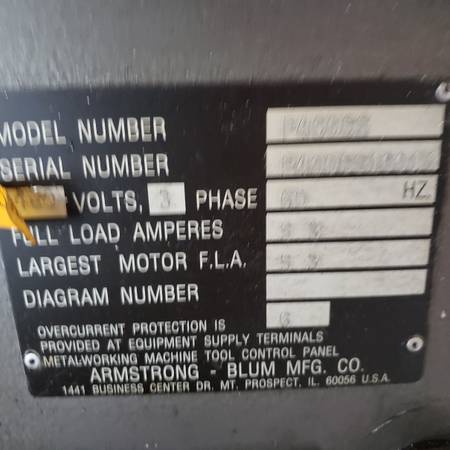 MODEL NUMBER
SERIAL NUMBER
VOLTS, 3 PHASE 60 HZ
FULL LOAD AMPERES
LARGEST MOTOR F.L.A.
DIAGRAM NUMBER
6
OVERCURRENT PROTECTION IS
PROVIDED AT EQUIPMENT SUPPLY TERMINALS
METALWORKING MACHINE TOOL CONTROL PANEL
ARMSTRONG - BLUM MFG. CO.
1441 BUSINESS CENTER DR. MT. PROSPECT, IL. 60056 U.S.A.